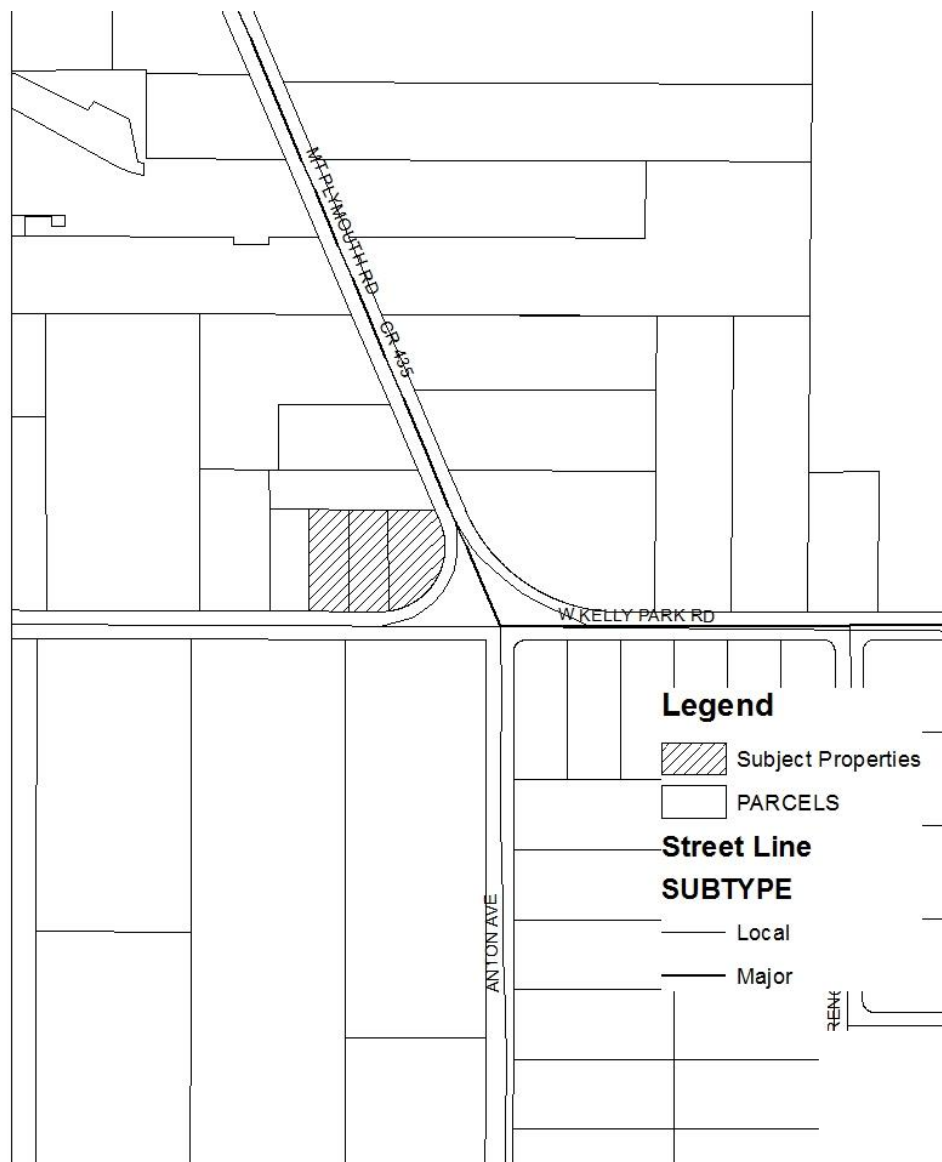 MT PLYMOUTH RD
CR 435
W KELLY PARK RD
Legend
Subject Properties
PARCELS
Street Line
SUBTYPE
Local
Major
ANTON AVE